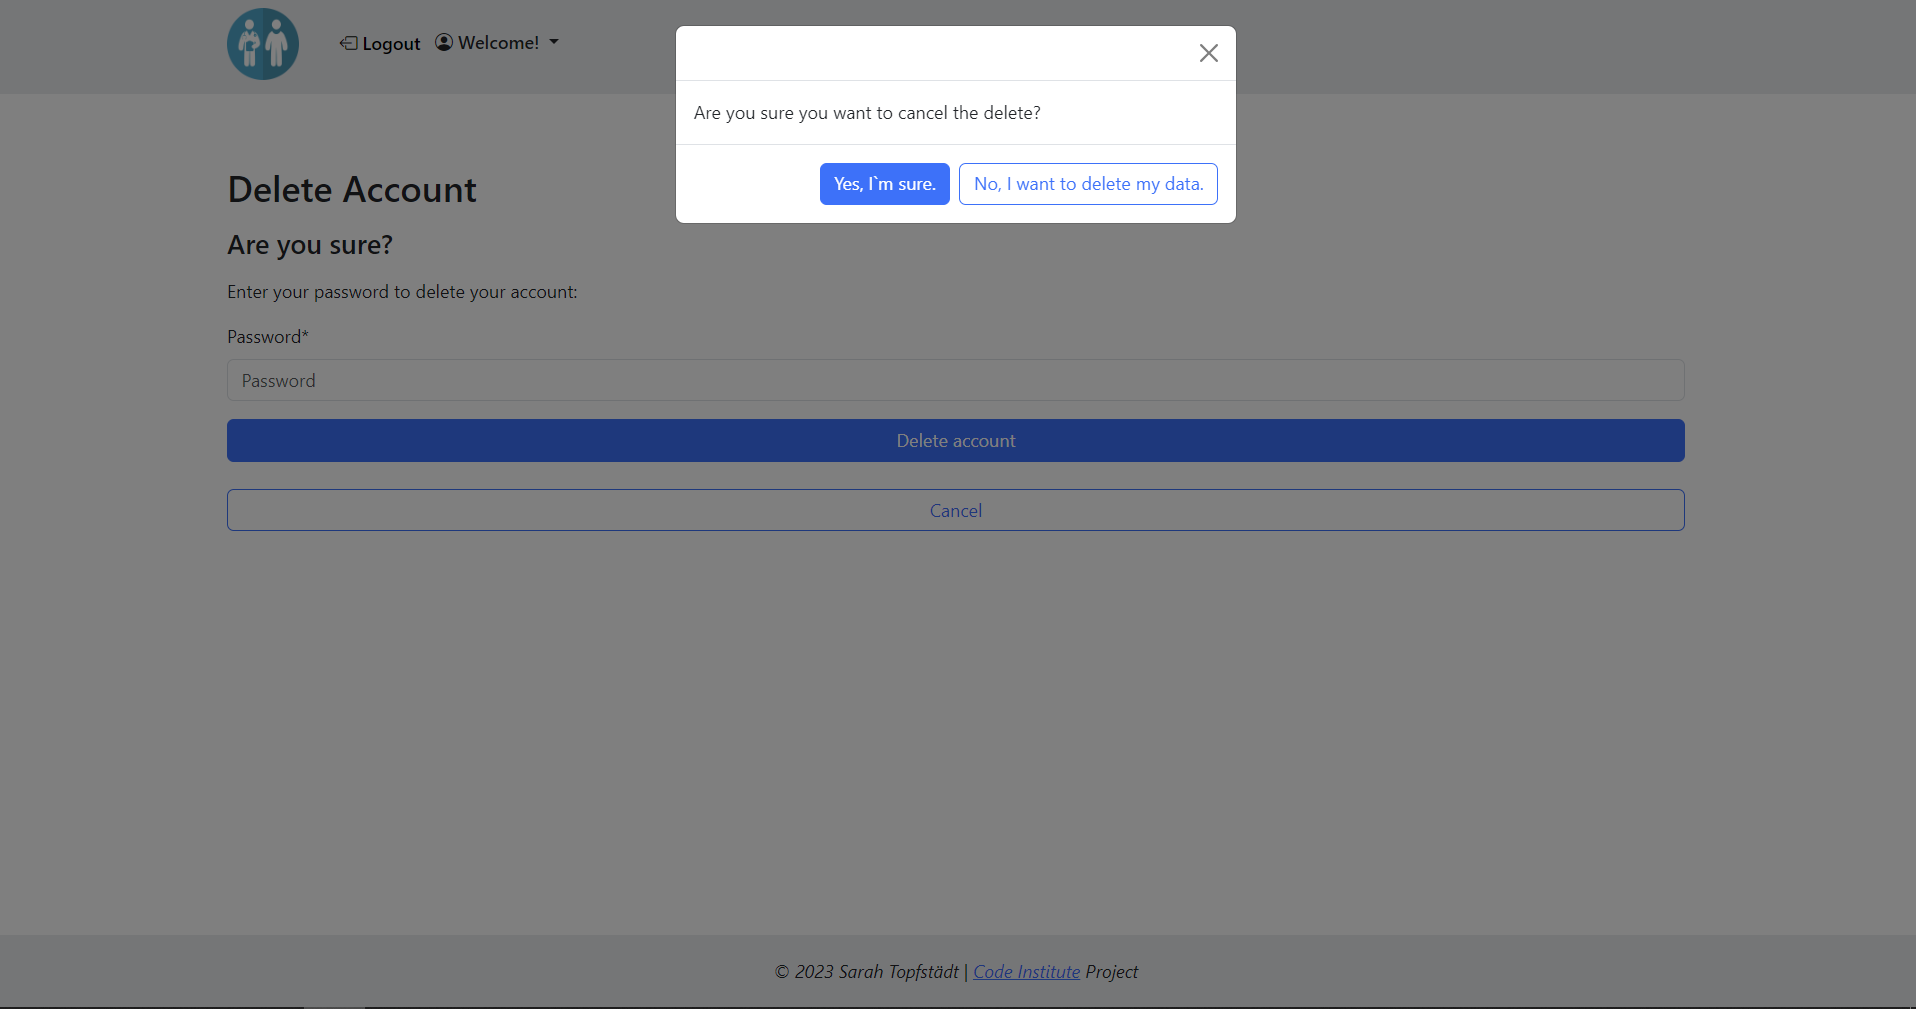 Logout Welcome!
Are you sure you want to cancel the delete?
Yes, I`m sure. No, I want to delete my data.
Delete Account
Are you sure?
Enter your password to delete your account:
Password*
Password
Delete account
Cancel
© 2023 Sarah Topfstädt | Code Institute Project